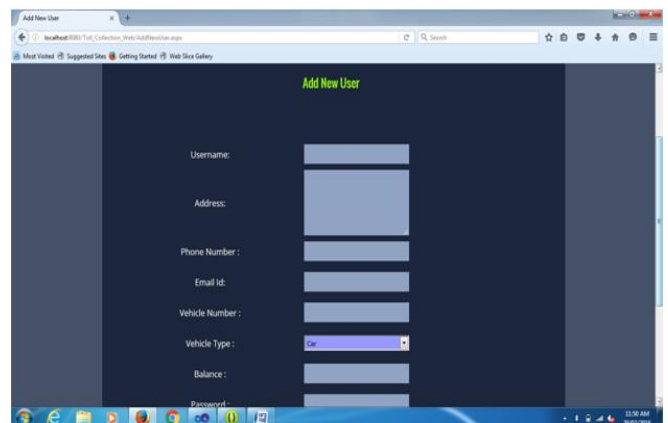 Add New User
localhost:8080/Toll_Collection_Web/AddNewUser.aspx
Search
Most Visited
Suggested Sites
Getting Started
Web Slice Gallery
Add New User
Username:
Address:
Phone Number :
Email Id:
Vehicle Number :
Vehicle Type :
Car
Balance :
Password :
11:50 AM